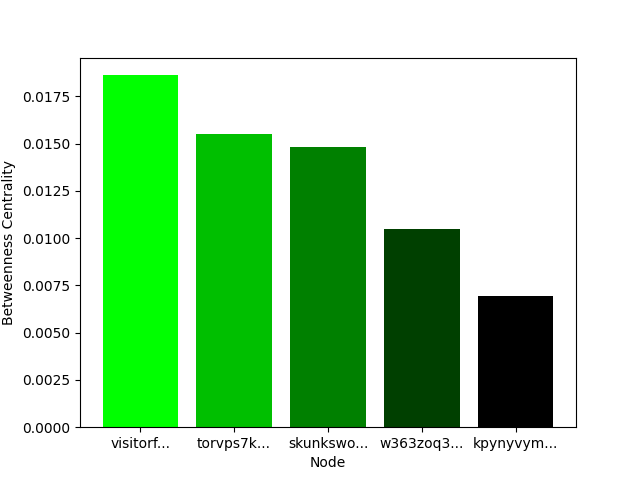 Betweenness Centrality
0.0175
0.0150
0.0125
0.0100
0.0075
0.0050
0.0025
0.0000
visitorf... torvps7k... skunkswo... w363zoq3... kpynyvym...
Node